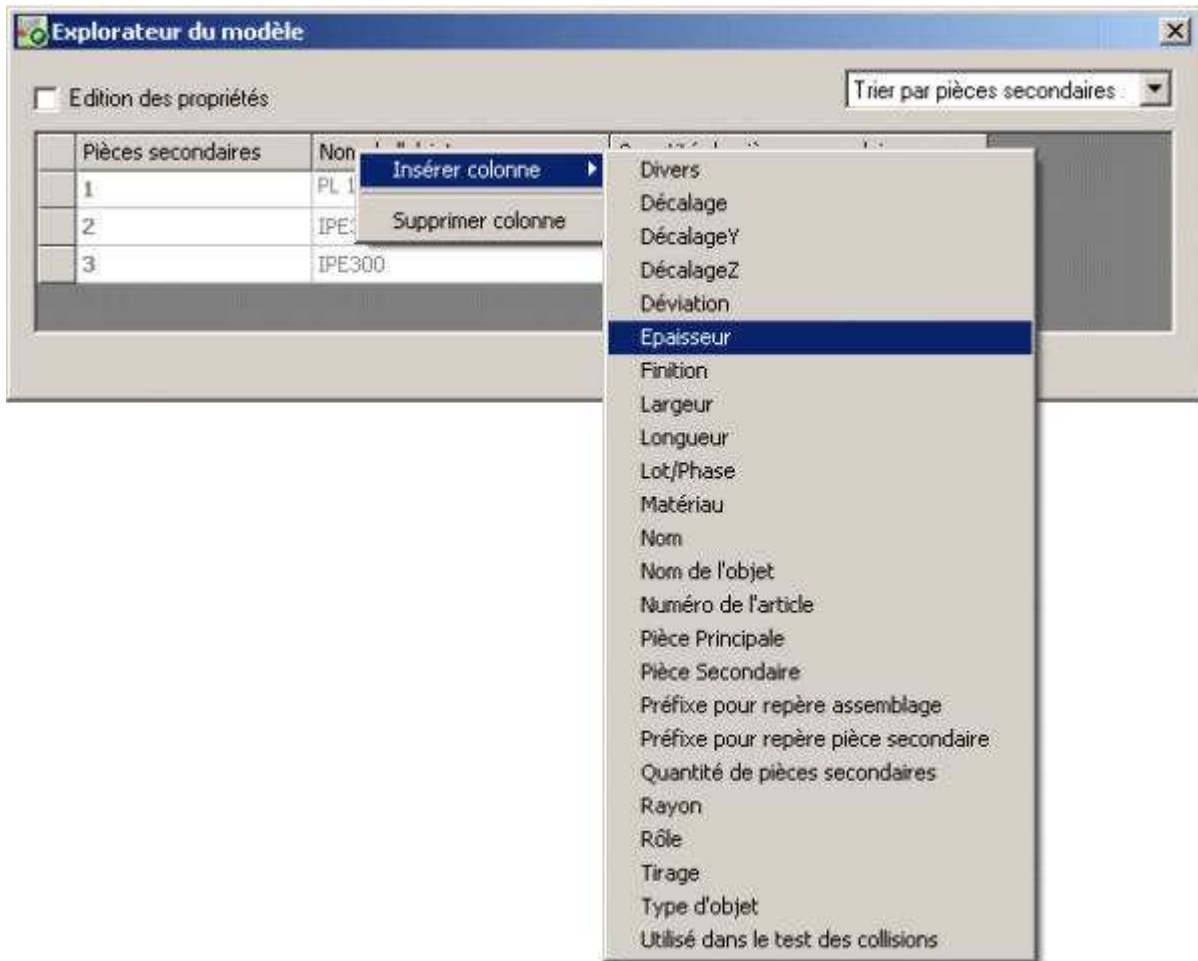 Explorateur du modèle
Edition des propriétés
Trier par pièces secondaires
Pièces secondaires
Insérer colonne
Supprimer colonne
1
PL 1
2
3
IPE300
Divers
Décalage
DécalageY
DécalageZ
Déviation
Epaisseur
Finition
Largeur
Longueur
Lot/Phase
Matériau
Nom
Nom de l'objet
Numéro de l'article
Pièce Principale
Pièce Secondaire
Préfixe pour repère assemblage
Préfixe pour repère pièce secondaire
Quantité de pièces secondaires
Rayon
Rôle
Tirage
Type d'objet
Utilisé dans le test des collisions